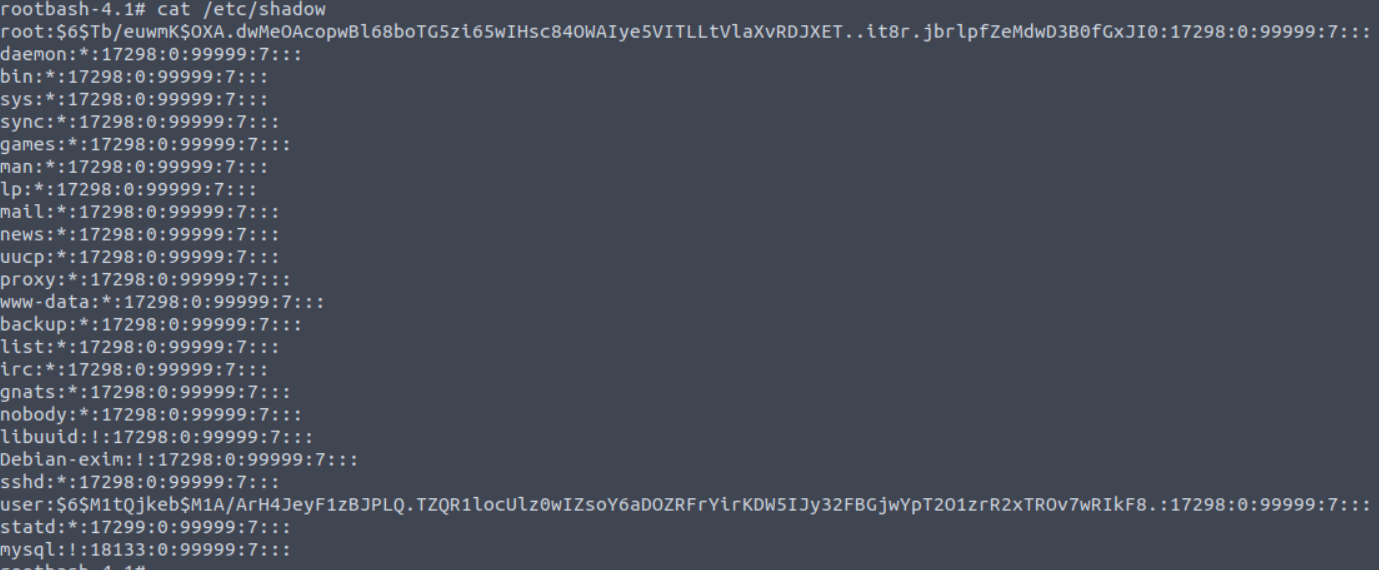 rootbash-4.1# cat /etc/shadow
root:$6$Tb/euwmK$OXA.dwMeOAcopwBl68boTG5zi65wIHsc84OWAIye5VITLLtVlaXvRDJXET..it8r.jbrlpfZeMdwD3B0fGxJI0:17298:0:99999:7:::
daemon:*:17298:0:99999:7:::
bin:*:17298:0:99999:7:::
sys:*:17298:0:99999:7:::
sync:*:17298:0:99999:7:::
games:*:17298:0:99999:7:::
man:*:17298:0:99999:7:::
lp:*:17298:0:99999:7:::
mail:*:17298:0:99999:7:::
news:*:17298:0:99999:7:::
uucp:*:17298:0:99999:7:::
proxy:*:17298:0:99999:7:::
www-data:*:17298:0:99999:7:::
backup:*:17298:0:99999:7:::
list:*:17298:0:99999:7:::
irc:*:17298:0:99999:7:::
gnats:*:17298:0:99999:7:::
nobody:*:17298:0:99999:7:::
libuuid:!:17298:0:99999:7:::
Debian-exim:!:17298:0:99999:7:::
sshd:*:17298:0:99999:7:::
user:$6$M1tQjkeb$M1A/ArH4JeyF1zBJPLQ.TZQR1locUlz0wIZsoY6aDOZRFrYirKDW5IJy32FBGjwYpT2O1zrR2xTROv7wRIkF8.:17298:0:99999:7:::
statd:*:17299:0:99999:7:::
mysql:!:18133:0:99999:7:::
rootbash-4.1#